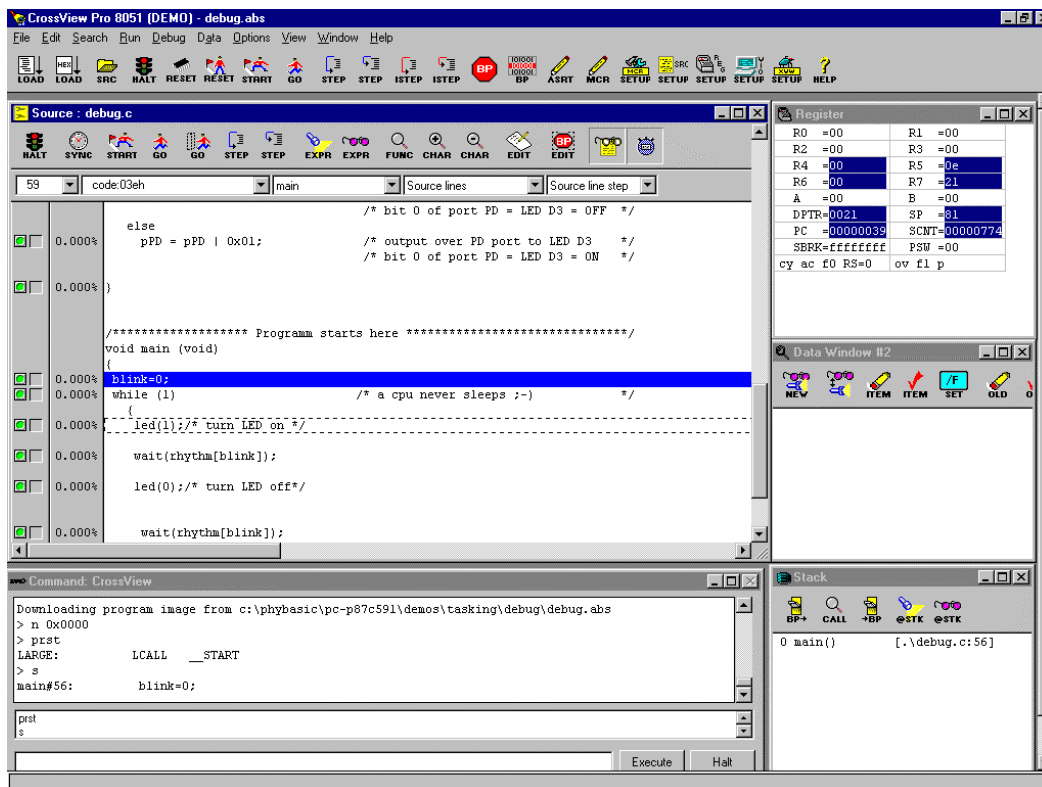 CrossView Pro 8051 (DEMO) - debug.abs
File Edit Search Run Debug Data Options View Window Help
LOAD LOAD SRC HALT RESET RESET START GO STEP STEP ISTEP ISTEP BP BP ASRT MCR SETUP SETUP SETUP SETUP SETUP HELP
Source : debug.c
HALT SYNC START GO GO STEP STEP EXPR EXPR FUNC CHAR CHAR EDIT EDIT
59 code:03eh main Source lines Source line step
/* bit 0 of port PD = LED D3 = OFF */
else
0.000% pPD = pPD | 0x01; /* output over PD port to LED D3 */
/* bit 0 of port PD = LED D3 = ON */
0.000% }
/******************* Programm starts here *******************************/
void main (void)
{
0.000% blink=0;
0.000% while (1) /* a cpu never sleeps ;-) */
{
0.000% led(1);/* turn LED on */
0.000% wait(rhythm[blink]);
0.000% led(0);/* turn LED off*/
0.000% wait(rhythm[blink]);
Register
R0 =00 R1 =00
R2 =00 R3 =00
R4 =00 R5 =0e
R6 =00 R7 =21
A =00 B =00
DPTR=0021 SP =81
PC =00000039 SCNT=00000774
SBRK=ffffffff PSW =00
cy ac f0 RS=0 ov f1 p
Data Window #2
NEW ITEM ITEM /F SET OLD
Command: CrossView
Downloading program image from c:\phybasic\pc-p87c591\demos\tasking\debug\debug.abs
> n 0x0000
> prst
LARGE: LCALL __START
> s
main#56: blink=0;
prst
s
Execute Halt
Stack
BP→ CALL →BP @STK @STK
0 main() [.\debug.c:56]